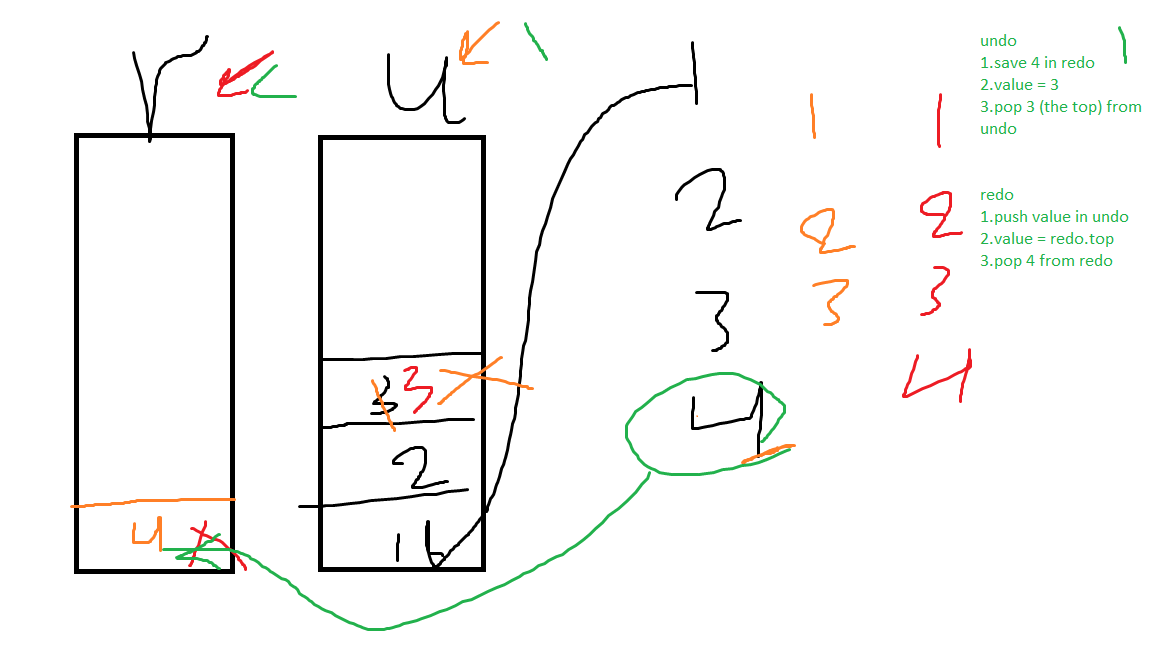 r
u
1
2
3
4
1
2
3
1
2
3
4
3 3
2
1
4
undo
1.save 4 in redo
2.value = 3
3.pop 3 (the top) from
undo
redo
1.push value in undo
2.value = redo.top
3.pop 4 from redo